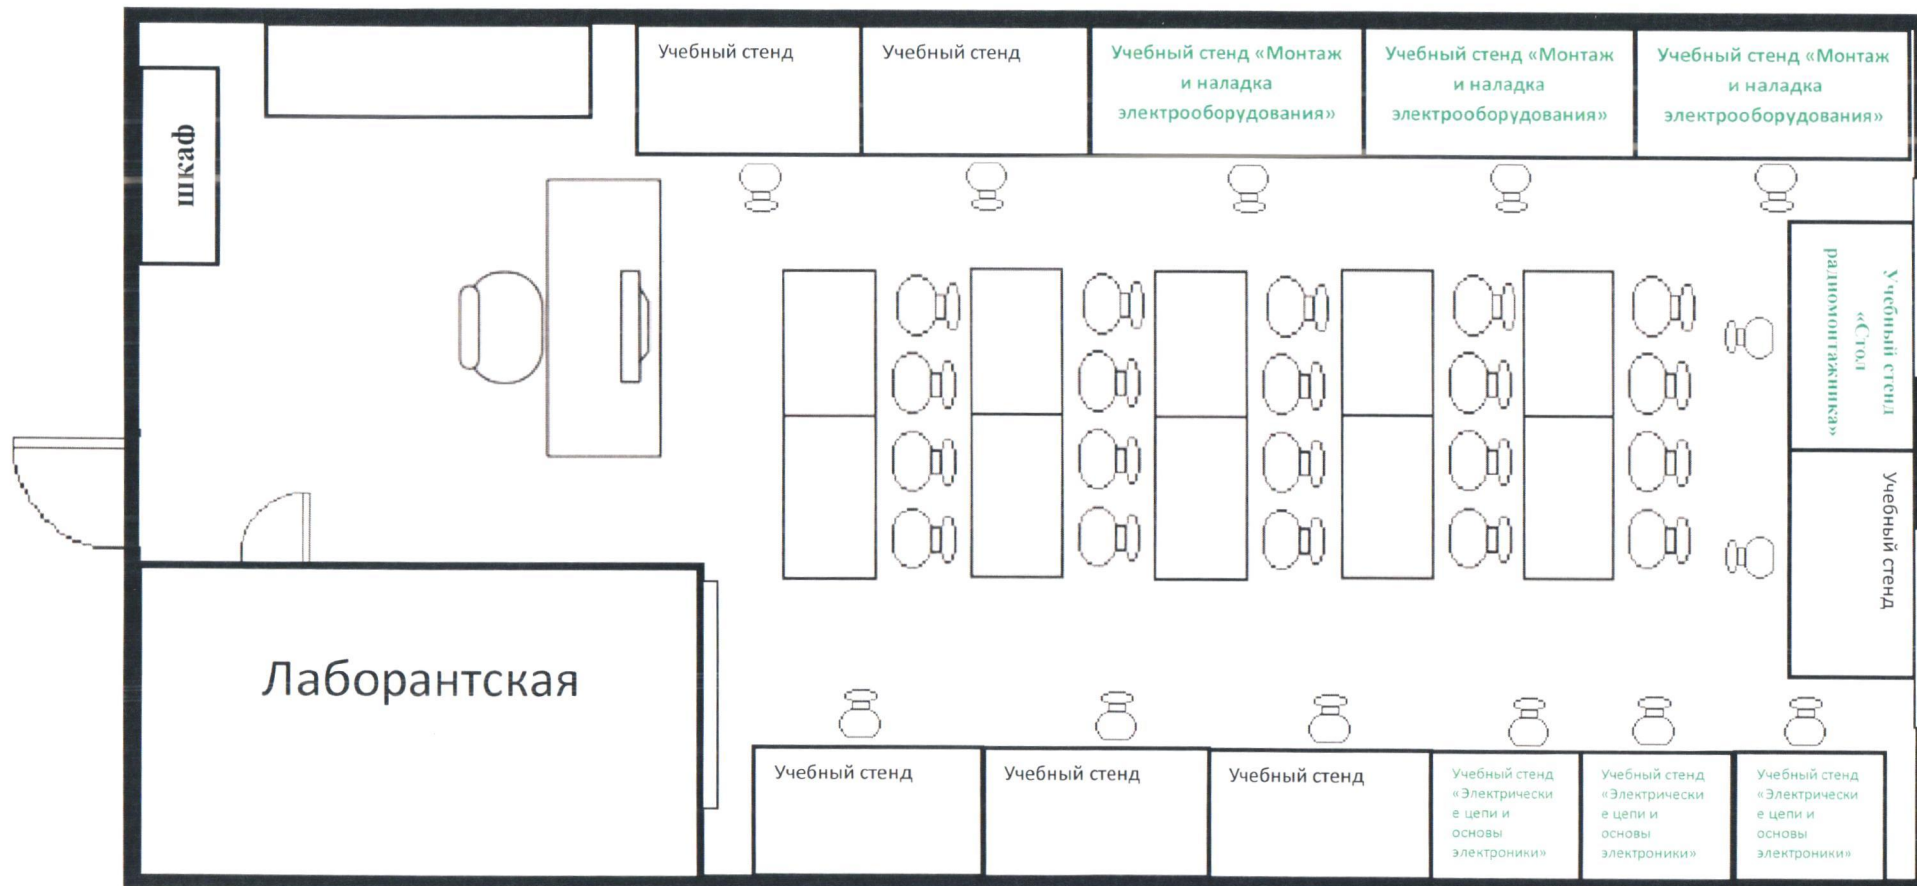 Учебный стенд
Учебный стенд
Учебный стенд «Монтаж
и наладка
электрооборудования»
Учебный стенд «Монтаж
и наладка
электрооборудования»
Учебный стенд «Монтаж
и наладка
электрооборудования»
шкаф
Учебный стенд
«Стол
радиомонтажника»
Учебный стенд
Лаборантская
Учебный стенд
Учебный стенд
Учебный стенд
Учебный стенд
«Электрически
е цепи и
основы
электроники»
Учебный стенд
«Электрически
е цепи и
основы
электроники»
Учебный стенд
«Электрически
е цепи и
основы
электроники»